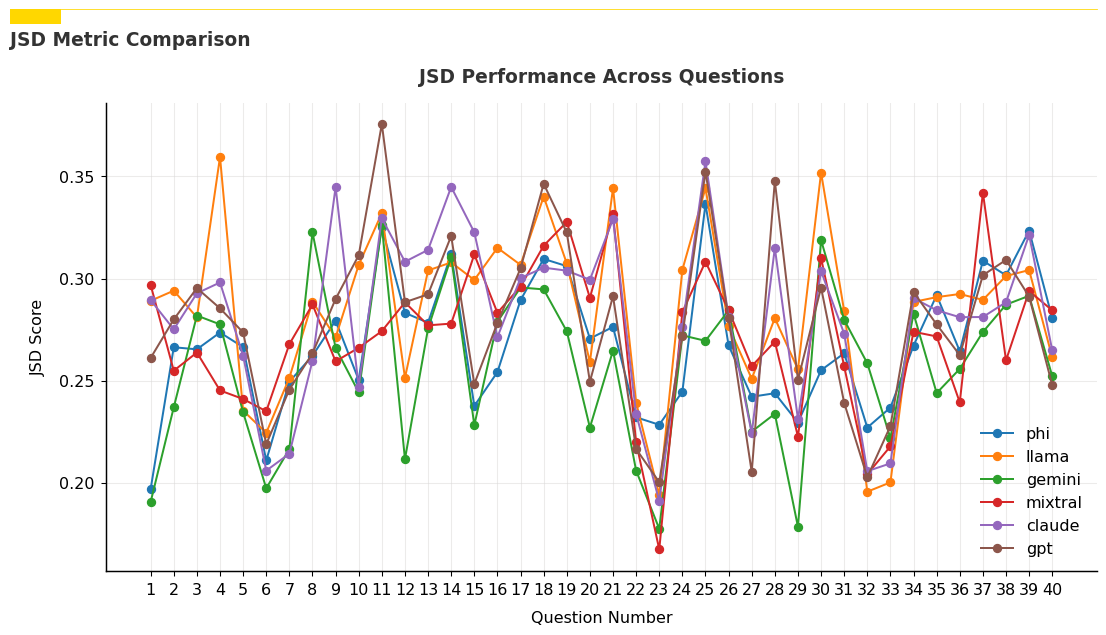 JSD Metric Comparison
JSD Performance Across Questions
JSD Score
0.35
0.30
0.25
0.20
phi
llama
gemini
mixtral
claude
gpt
1 2 3 4 5 6 7 8 9 10 11 12 13 14 15 16 17 18 19 20 21 22 23 24 25 26 27 28 29 30 31 32 33 34 35 36 37 38 39 40
Question Number